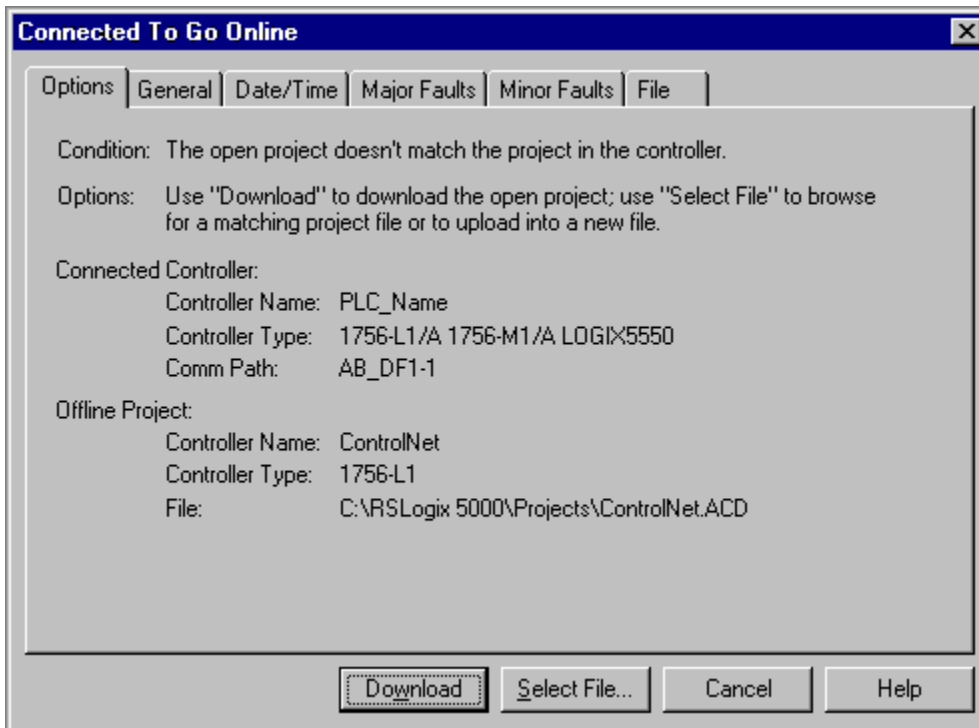 Connected To Go Online
Options General Date/Time Major Faults Minor Faults File
Condition: The open project doesn't match the project in the controller.
Options: Use "Download" to download the open project; use "Select File" to browse
for a matching project file or to upload into a new file.
Connected Controller:
Controller Name: PLC_Name
Controller Type: 1756-L1/A 1756-M1/A LOGIX5550
Comm Path: AB_DF1-1
Offline Project:
Controller Name: ControlNet
Controller Type: 1756-L1
File: C:\RSLogix 5000\Projects\ControlNet.ACD
Download Select File... Cancel Help